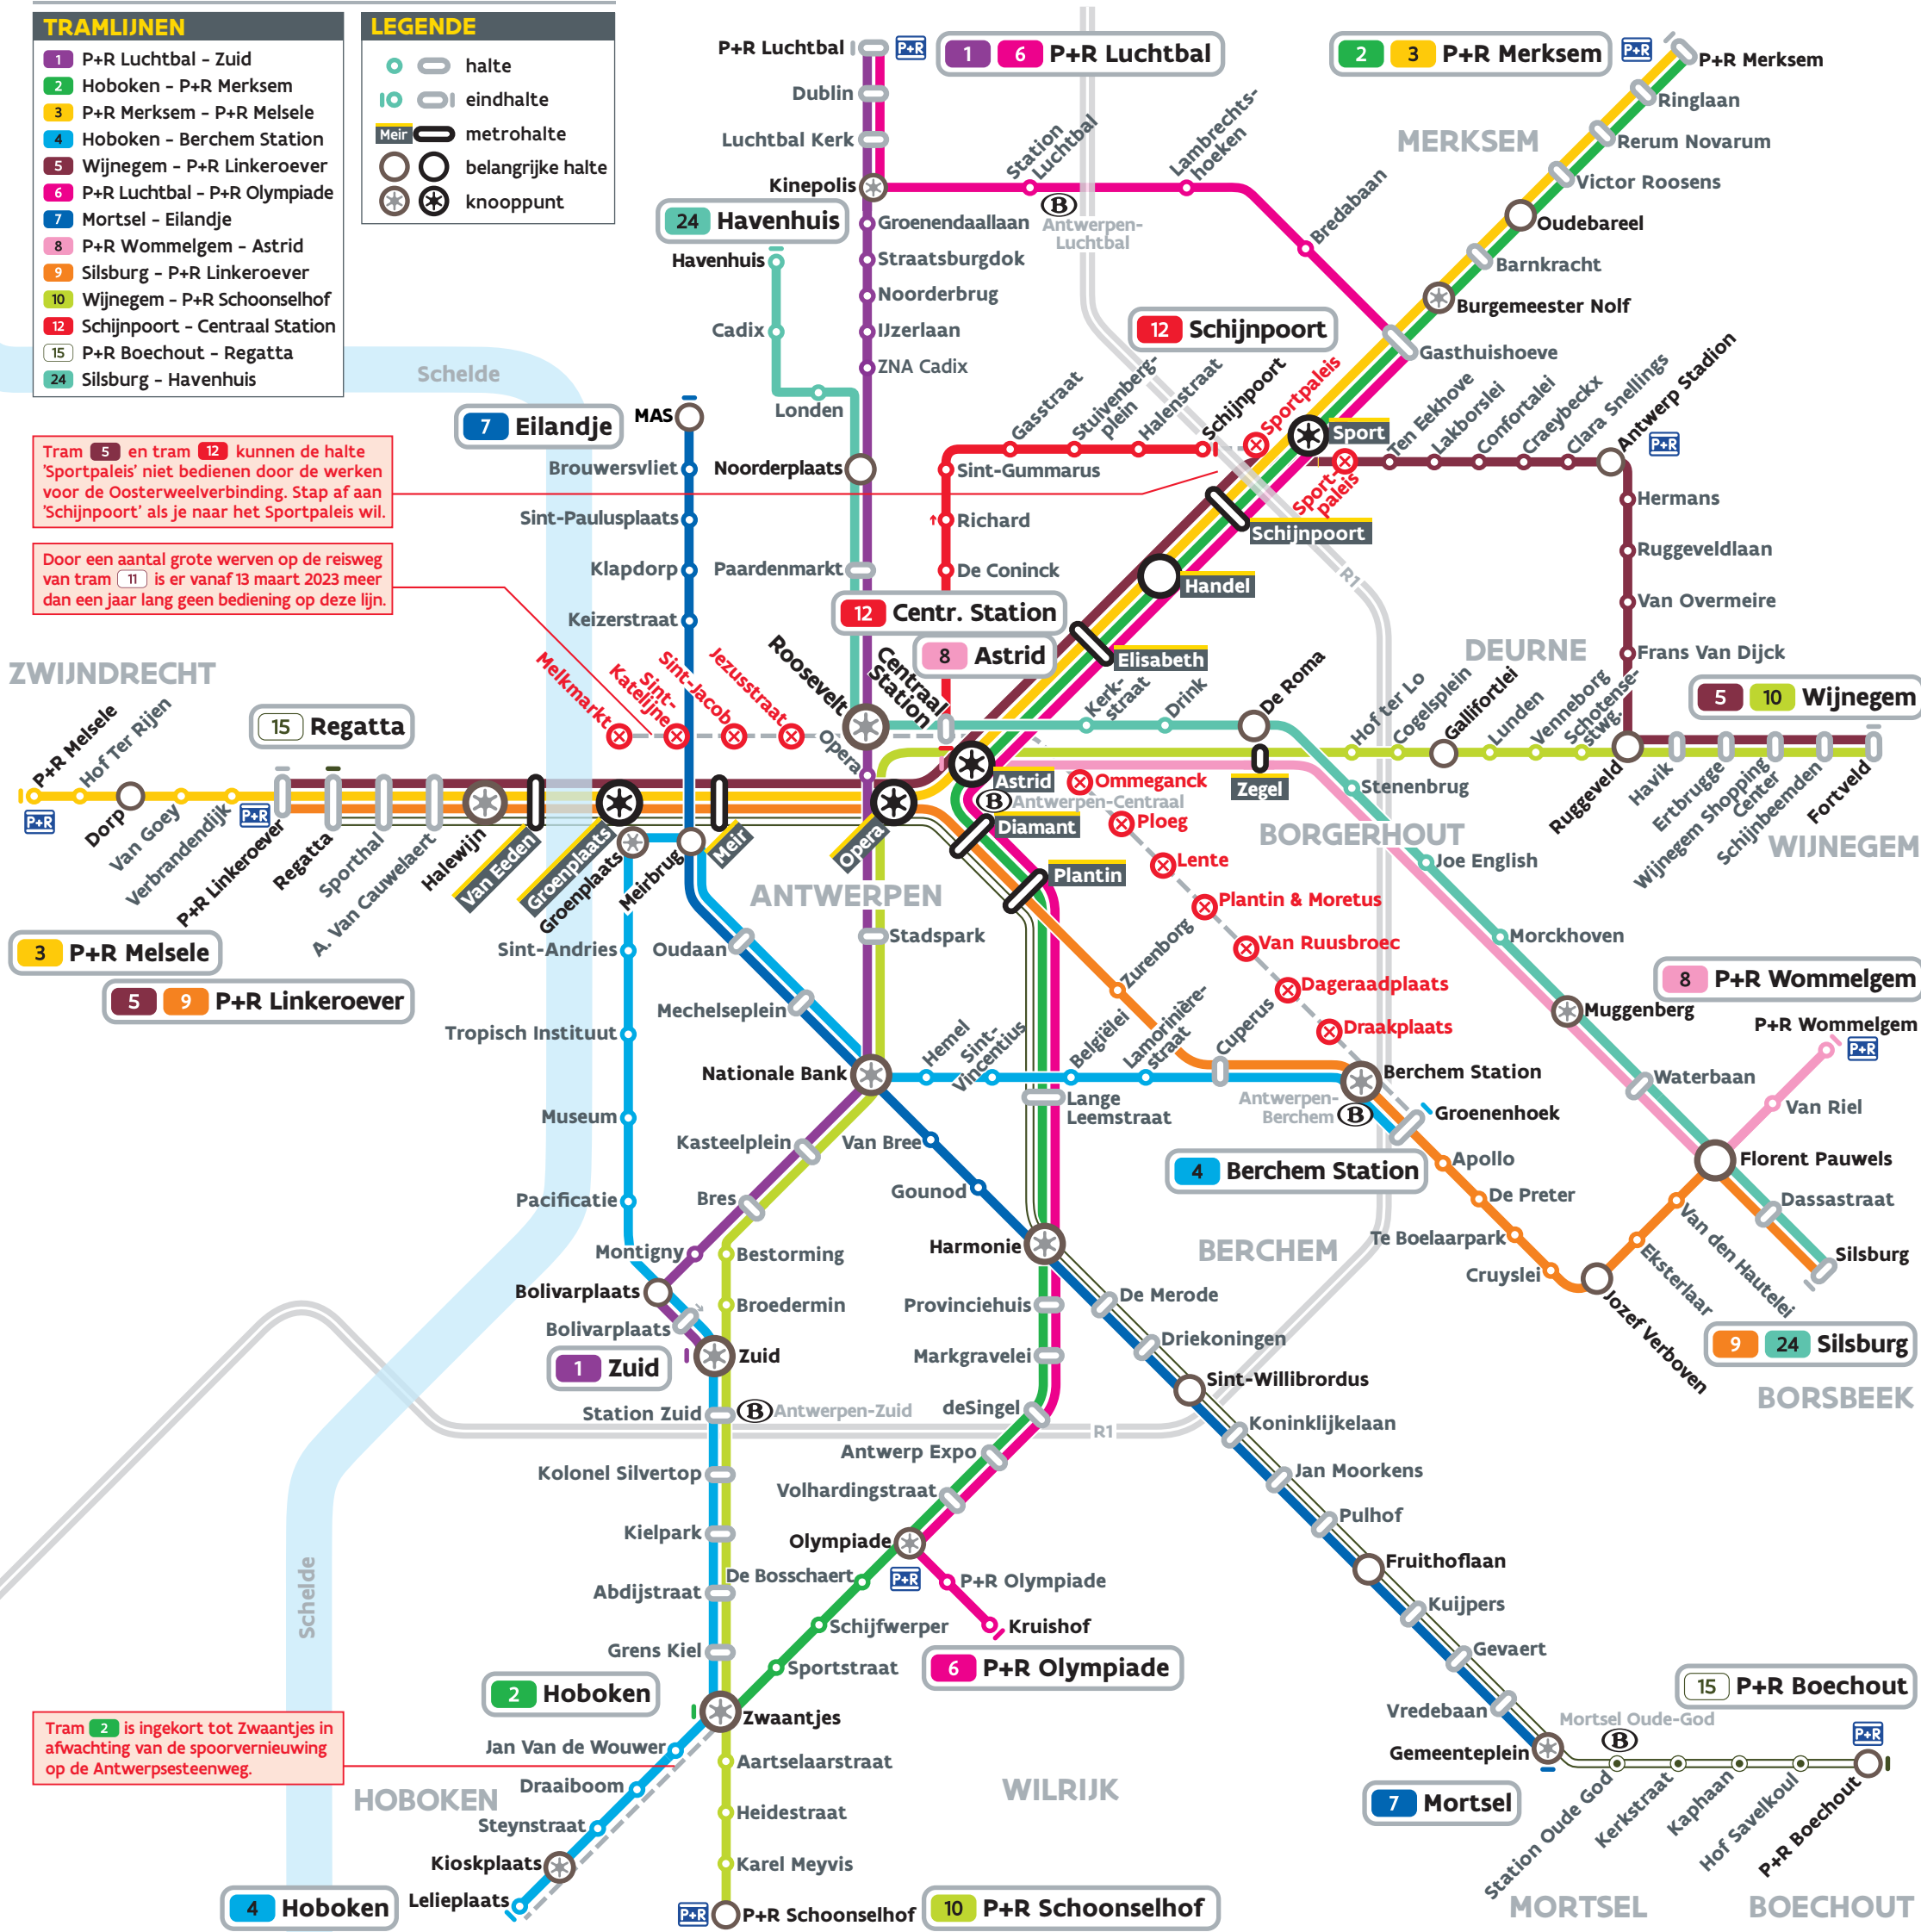 TRAMLIJNEN
1 P+R Luchtbal - Zuid
2 Hoboken - P+R Merksem
3 P+R Merksem - P+R Melsele
4 Hoboken - Berchem Station
5 Wijnegem - P+R Linkeroever
6 P+R Luchtbal - P+R Olympiade
7 Mortsel - Eilandje
8 P+R Wommelgem - Astrid
9 Silsburg - P+R Linkeroever
10 Wijnegem - P+R Schoonselhof
12 Schijnpoort - Centraal Station
15 P+R Boechout - Regatta
24 Silsburg - Havenhuis
LEGENDE
halte
eindhalte
Meir metrohalte
belangrijke halte
knooppunt
Tram 5 en tram 12 kunnen de halte
'Sportpaleis' niet bedienen door de werken
voor de Oosterweelverbinding. Stap af aan
'Schijnpoort' als je naar het Sportpaleis wil.
Door een aantal grote werven op de reisweg
van tram 11 is er vanaf 13 maart 2023 meer
dan een jaar lang geen bediening op deze lijn.
Tram 2 is ingekort tot Zwaantjes in
afwachting van de spoorvernieuwing
op de Antwerpsesteenweg.
P+R Luchtbal
P+R
1 6 P+R Luchtbal
Dublin
Luchtbal Kerk
Kinepolis
Groenendaallaan
Straatsburgdok
Noorderbrug
IJzerlaan
ZNA Cadix
24 Havenhuis
Havenhuis
Cadix
Londen
Noorderplaats
Paardenmarkt
Station
Luchtbal
B
Antwerpen-
Luchtbal
Lambrechts-
hoeken
Bredabaan
2 3 P+R Merksem
P+R
P+R Merksem
Ringlaan
Rerum Novarum
MERKSEM
Victor Roosens
Oudebareel
Barnkracht
Burgemeester Nolf
Gasthuishoeve
12 Schijnpoort
Gasstraat
Stuivenberg-
plein
Halenstraat
Schijnpoort
Sportpaleis
Sport
Sport-
paleis
Ten Eekhove
Lakborslei
Confortalei
Craeybeckx
Clara Snellings
Antwerp Stadion
P+R
Hermans
Ruggeveldlaan
Van Overmeire
Frans Van Dijck
Sint-Gummarus
Richard
De Coninck
Schijnpoort
Handel
Elisabeth
R1
12 Centr. Station
8 Astrid
Schelde
7 Eilandje
MAS
Brouwersvliet
Sint-Paulusplaats
Klapdorp
Keizerstraat
Melkmarkt
Sint-
Katelijne
Sint-Jacob
Jezusstraat
Roosevelt
Centraal
Station
Opera
Kerk-
straat
Drink
De Roma
DEURNE
Hof ter Lo
Cogelsplein
Gallifortlei
Lunden
Venneborg
Schotense-
stwg.
5 10 Wijnegem
Ruggeveld
Havik
Ertbrugge
Wijnegem Shopping
Center
Schijnbeemden
Fortveld
WIJNEGEM
ZWIJNDRECHT
15 Regatta
P+R Melsele
P+R
Hof Ter Rijen
Dorp
Van Goey
Verbrandendijk
P+R
P+R Linkeroever
Regatta
Sporthal
A. Van Cauwelaert
Halewijn
Van Eeden
Groenplaats
Groenplaats
Meirbrug
Meir
Opera
3 P+R Melsele
5 9 P+R Linkeroever
ANTWERPEN
Astrid
B Antwerpen-Centraal
Diamant
Plantin
Ommeganck
Ploeg
Lente
Plantin & Moretus
Van Ruusbroec
Dageraadplaats
Draakplaats
Zegel
BORGERHOUT
Stenenbrug
Joe English
Morckhoven
Muggenberg
Waterbaan
8 P+R Wommelgem
P+R Wommelgem
P+R
Van Riel
Florent Pauwels
Dassastraat
Silsburg
Van den Hautelei
Eksterlaar
Jozef Verboven
9 24 Silsburg
BORSBEEK
Sint-Andries
Tropisch Instituut
Museum
Pacificatie
Oudaan
Mechelseplein
Stadspark
Nationale Bank
Hemel
Sint-
Vincentius
Belgiëlei
Lamorinière-
straat
Cuperus
Zurenborg
Lange
Leemstraat
Berchem Station
Antwerpen-
Berchem
B
Groenenhoek
4 Berchem Station
Apollo
De Preter
Te Boelaarpark
Cruyslei
BERCHEM
Kasteelplein
Bres
Montigny
Bolivarplaats
Bolivarplaats
Zuid
1 Zuid
Bestorming
Broedermin
Van Bree
Gounod
Harmonie
Provinciehuis
Markgravelei
deSingel
Antwerp Expo
Volhardingstraat
Olympiade
P+R
P+R Olympiade
Kruishof
6 P+R Olympiade
De Bosschaert
Schijfwerper
Sportstraat
R1
De Merode
Driekoningen
Sint-Willibrordus
Koninklijkelaan
Jan Moorkens
Pulhof
Fruithoflaan
Kuijpers
Gevaert
Vredebaan
Gemeenteplein
7 Mortsel
Mortsel Oude-God
B
Station Oude God
Kerkstraat
Kaphaan
Hof Savelkoul
P+R Boechout
P+R
15 P+R Boechout
MORTSEL
BOECHOUT
Station Zuid
B Antwerpen-Zuid
Kolonel Silvertop
Kielpark
Abdijstraat
Grens Kiel
2 Hoboken
Zwaantjes
Schelde
Jan Van de Wouwer
Draaiboom
Steynstraat
Kioskplaats
Lelieplaats
HOBOKEN
4 Hoboken
Aartselaarstraat
Heidestraat
Karel Meyvis
P+R
P+R Schoonselhof
10 P+R Schoonselhof
WILRIJK